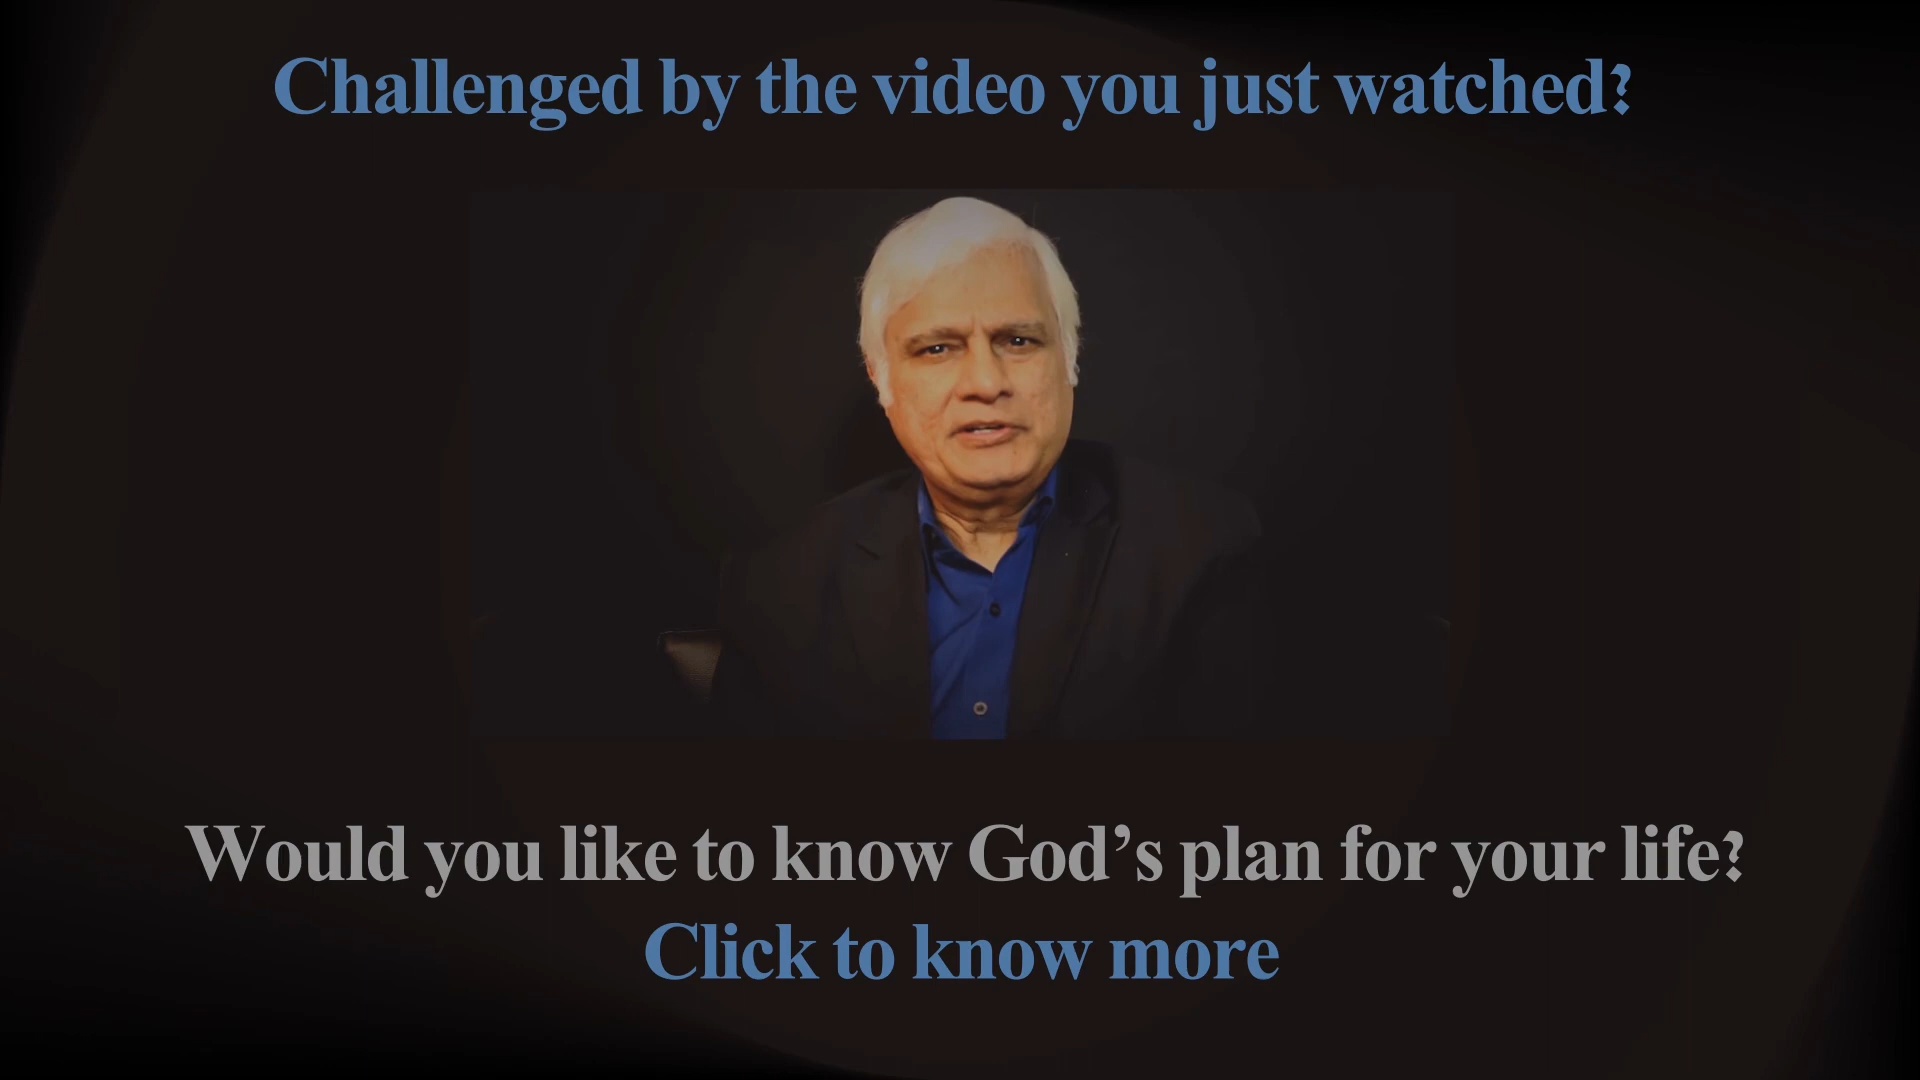 Challenged by the video you just watched?
Would you like to know God’s plan for your life?
Click to know more